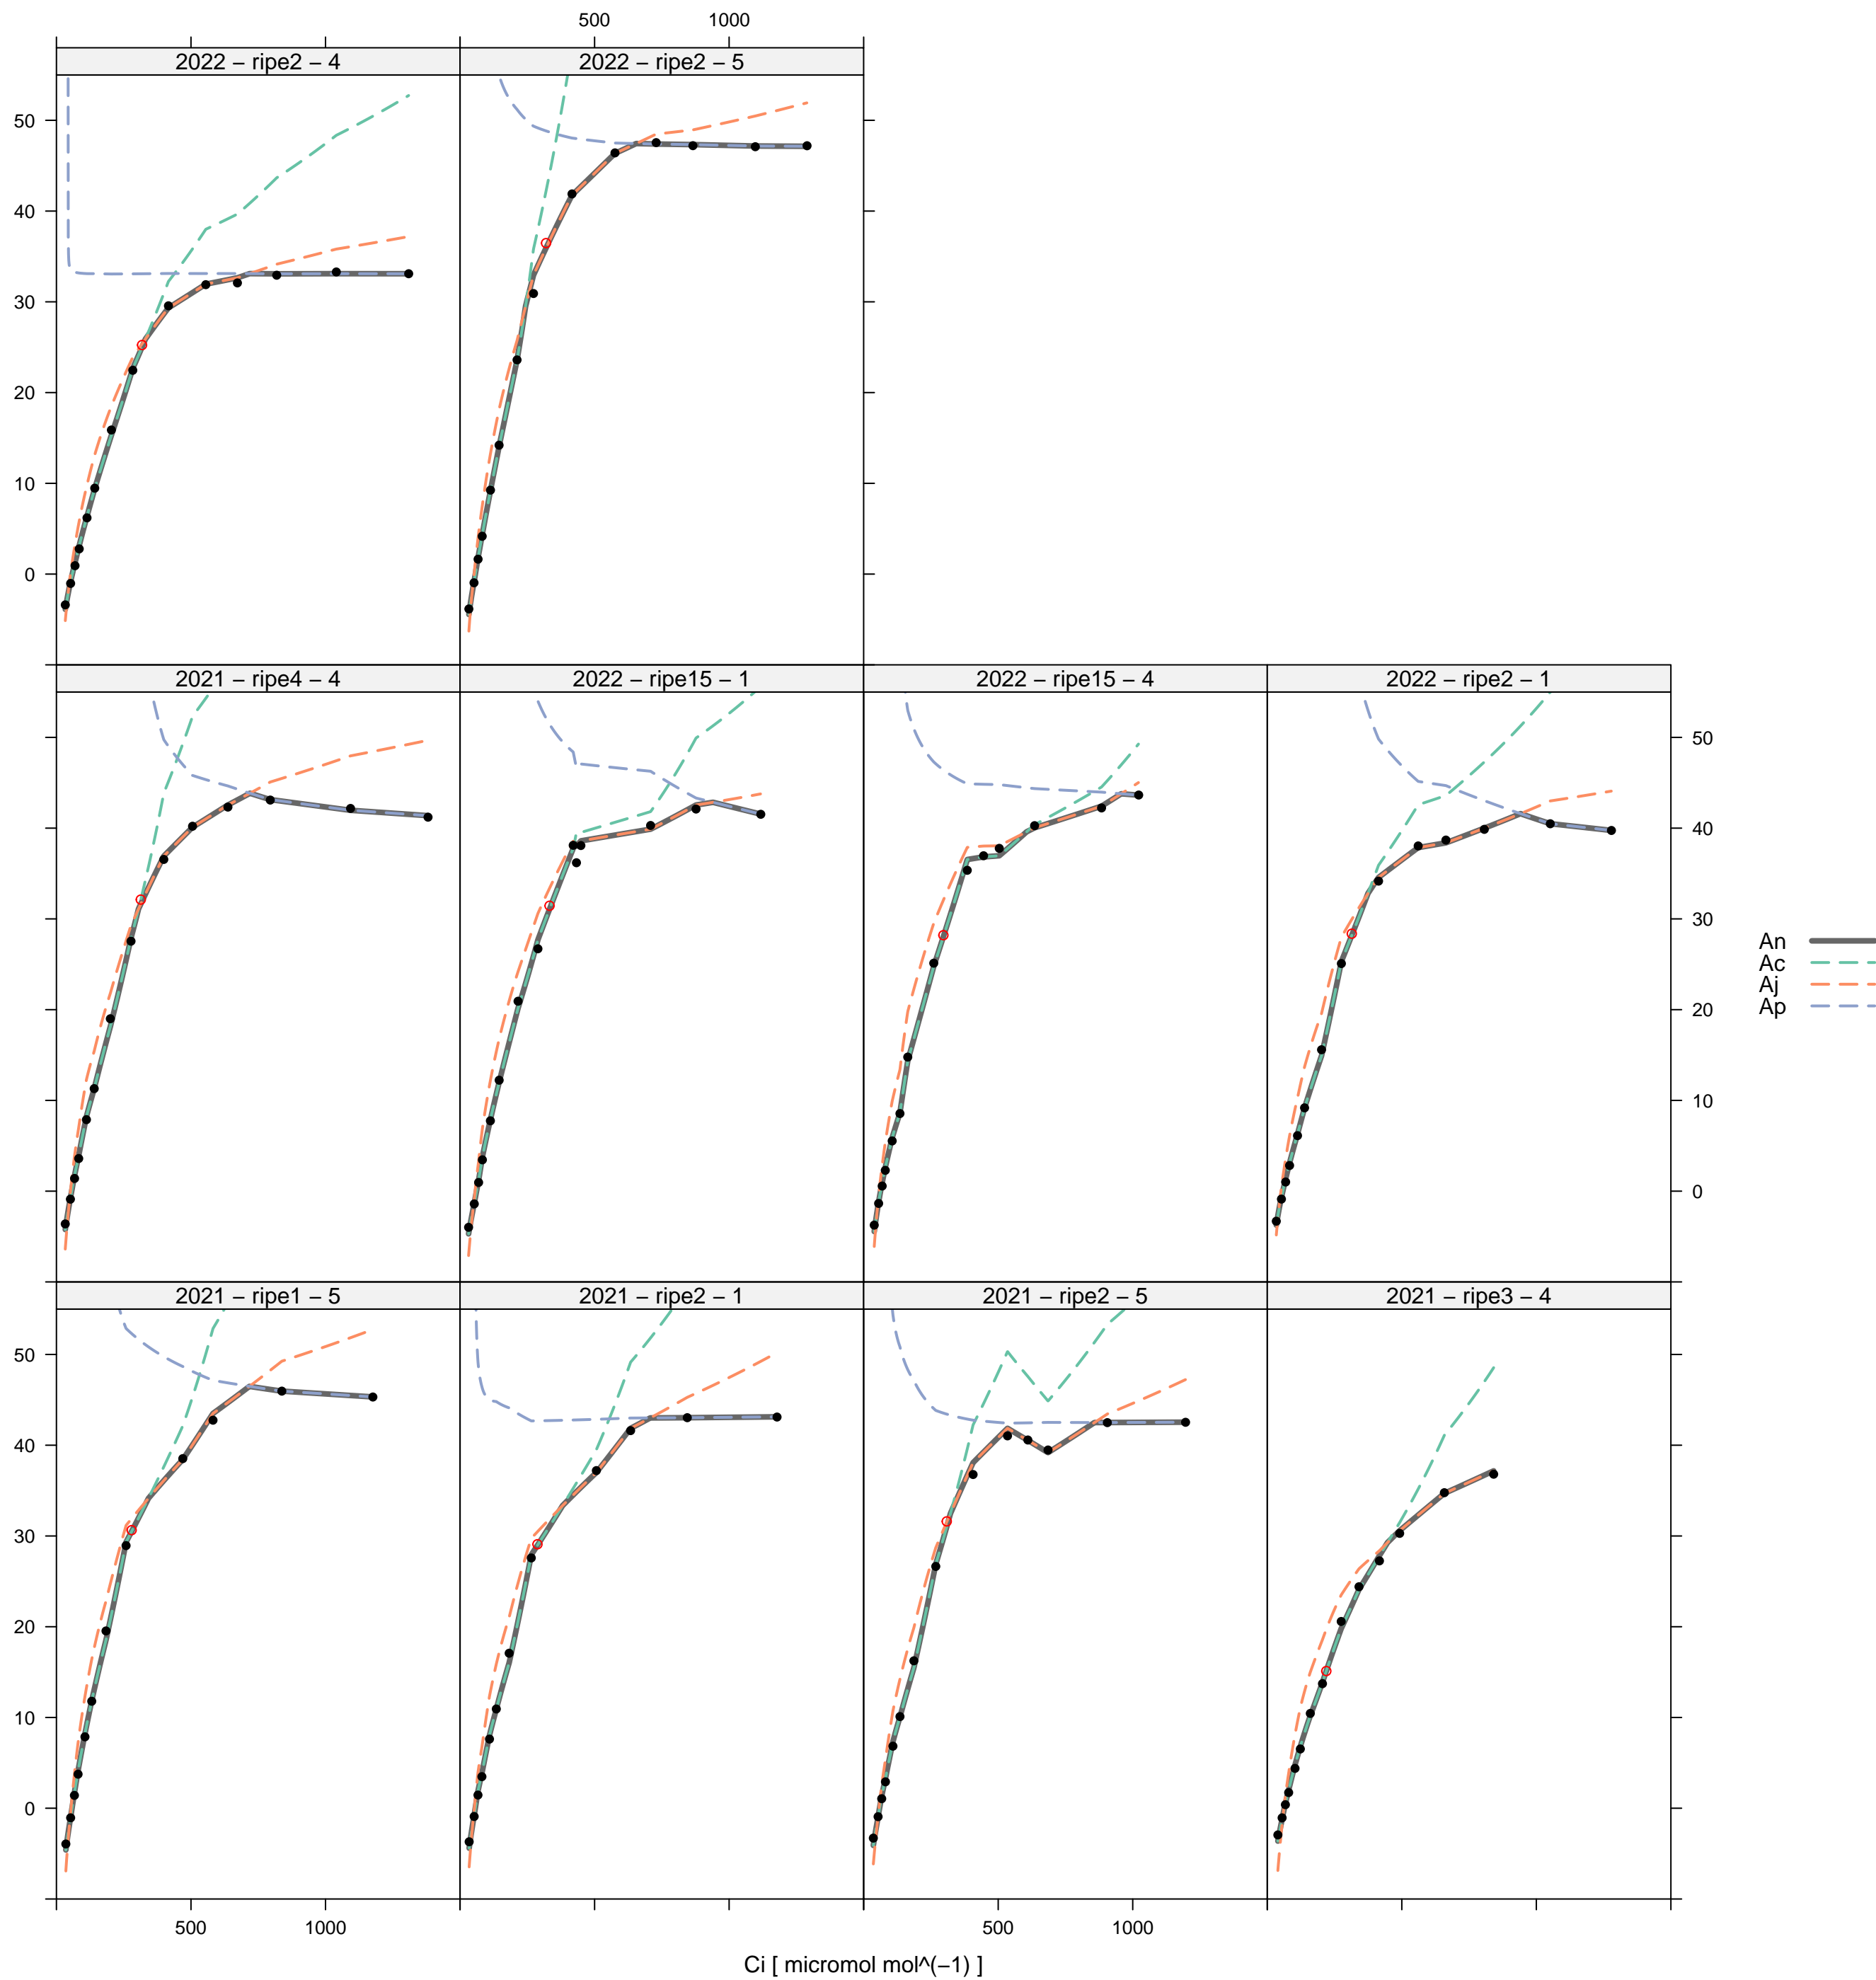 500 1000
2022 − ripe2 − 4 2022 − ripe2 − 5
50
40
30
20
10
0
2021 − ripe4 − 4 2022 − ripe15 − 1 2022 − ripe15 − 4 2022 − ripe2 − 1
50
40
30
20
10
0
An
Ac
Aj
Ap
2021 − ripe1 − 5 2021 − ripe2 − 1 2021 − ripe2 − 5 2021 − ripe3 − 4
50
40
30
20
10
0
500 1000 500 1000
Ci [ micromol mol^(−1) ]